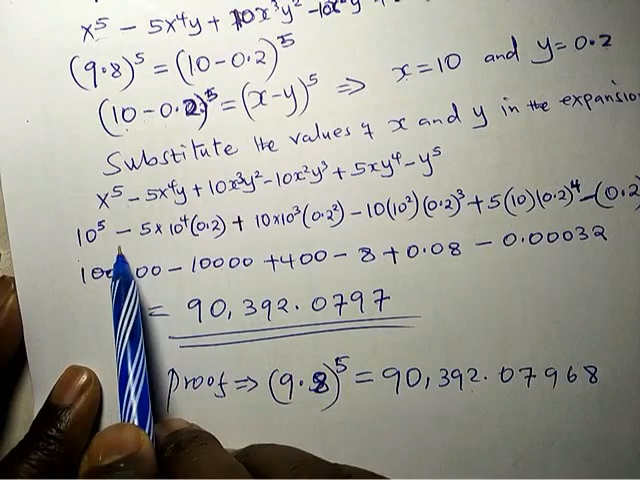 x⁵ - 5x⁴y + 10x³y² - 10x²y
(9.8)⁵ = (10-0.2)⁵
(10-0.2)⁵ = (x-y)⁵ ⇒ x=10 and y=0.2
Substitute the values of x and y in the expansion
x⁵ - 5x⁴y + 10x³y² - 10x²y³ + 5xy⁴ - y⁵
10⁵ - 5×10⁴(0.2) + 10×10³(0.2²) - 10(10²)(0.2)³ + 5(10)(0.2)⁴ - (0.2)
- 10000 + 400 - 8 + 0.08 - 0.00032
= 90,392.0797
proof ⇒ (9.8)⁵ = 90,392.07968